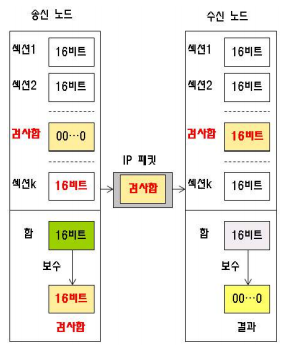 송신 노드
섹션1 16비트
섹션2 16비트
검사합 00…0
섹션k 16비트
합 16비트
보수
16비트
검사합
IP 패킷
검사합
수신 노드
섹션1 16비트
섹션2 16비트
검사합 16비트
섹션k 16비트
합 16비트
보수
00…0
결과